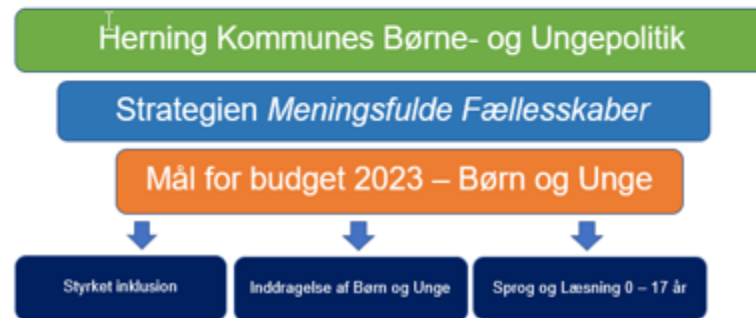 Herning Kommunes Børne- og Ungepolitik
Strategien Meningsfulde Fællesskaber
Mål for budget 2023 – Børn og Unge
Styrket inklusion
Inddragelse af Børn og Unge
Sprog og Læsning 0 – 17 år